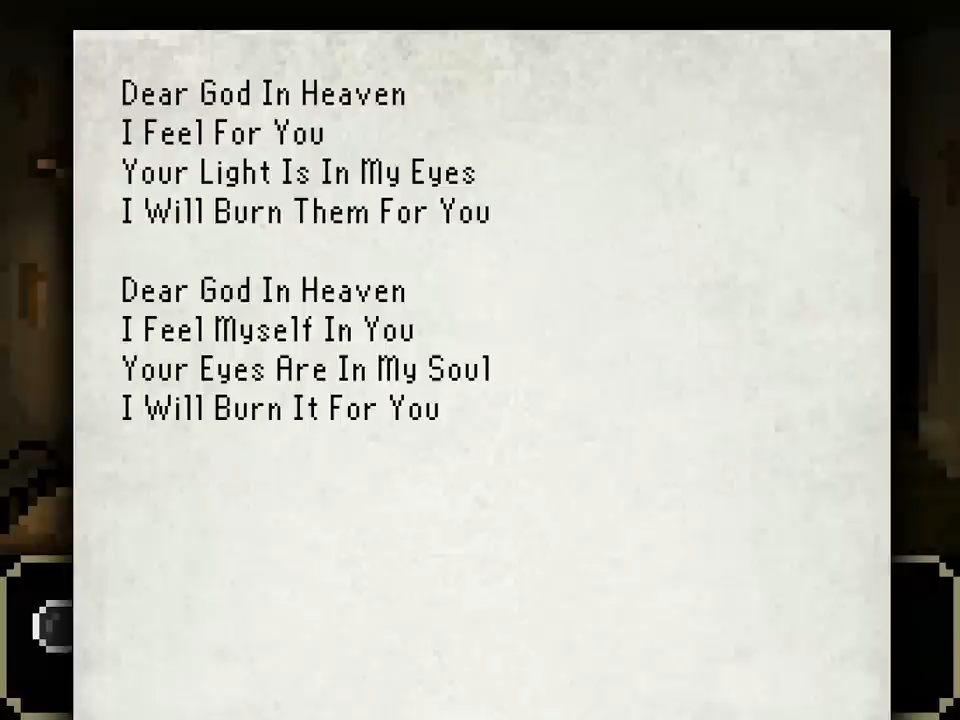 Dear God In Heaven
I Feel For You
Your Light Is In My Eyes
I Will Burn Them For You
Dear God In Heaven
I Feel Myself In You
Your Eyes Are In My Soul
I Will Burn It For You